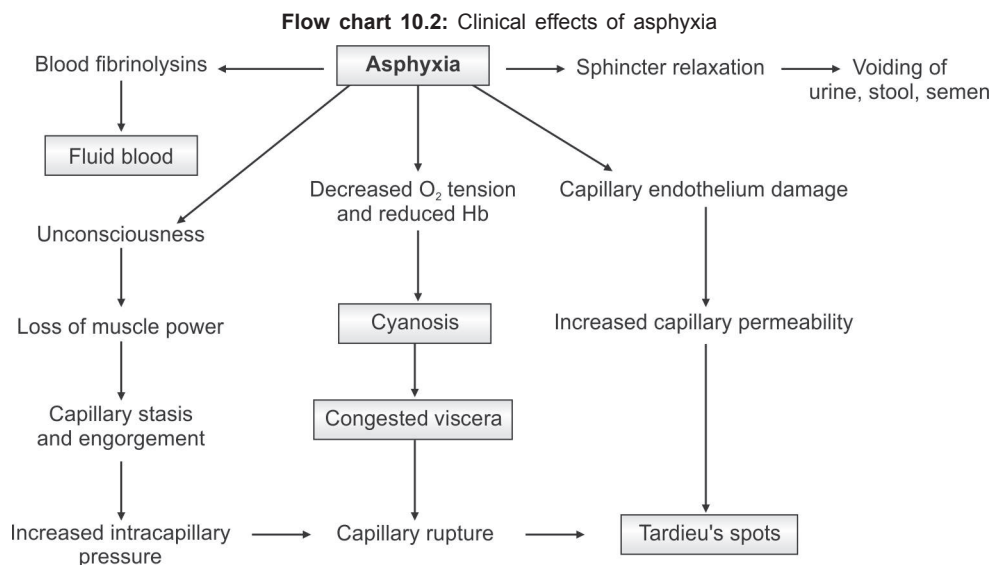 Flow chart 10.2: Clinical effects of asphyxia
Blood fibrinolysins
Asphyxia
Sphincter relaxation
Voiding of
urine, stool, semen
Fluid blood
Decreased O₂ tension
and reduced Hb
Capillary endothelium damage
Unconsciousness
Loss of muscle power
Cyanosis
Increased capillary permeability
Capillary stasis
and engorgement
Congested viscera
Increased intracapillary
pressure
Capillary rupture
Tardieu's spots